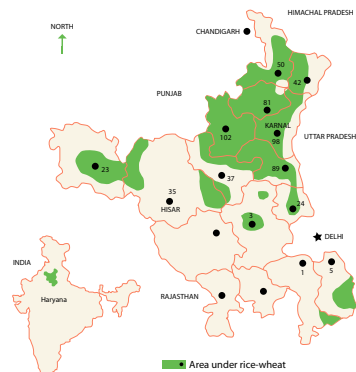 HIMACHAL PRADESH
NORTH
CHANDIGARH
50
42
PUNJAB
81
KARNAL
102
98
UTTAR PRADESH
89
23
37
35
HISAR
24
3
DELHI
INDIA
1
5
Haryana
RAJASTHAN
Area under rice-wheat